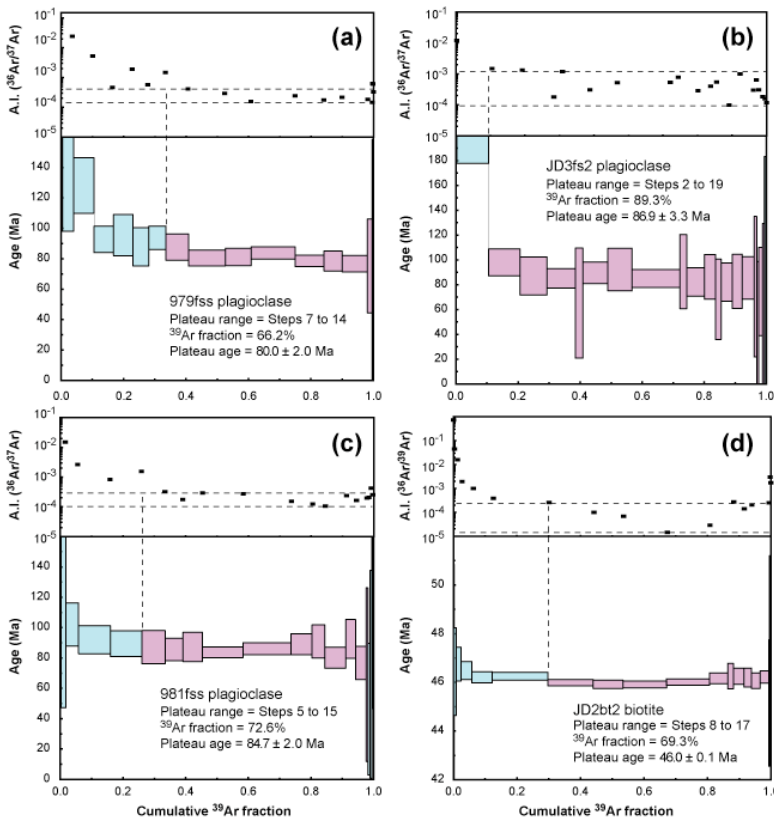 (a)
A.I. (³⁶Ar/³⁷Ar)
10⁻¹
10⁻²
10⁻³
10⁻⁴
10⁻⁵
Age (Ma)
140
120
100
80
60
40
20
0
979fss plagioclase
Plateau range = Steps 7 to 14
³⁹Ar fraction = 66.2%
Plateau age = 80.0 ± 2.0 Ma
0.0 0.2 0.4 0.6 0.8 1.0
(b)
A.I. (³⁶Ar/³⁷Ar)
10⁻¹
10⁻²
10⁻³
10⁻⁴
10⁻⁵
Age (Ma)
180
160
140
120
100
80
60
40
20
0
JD3fs2 plagioclase
Plateau range = Steps 2 to 19
³⁹Ar fraction = 89.3%
Plateau age = 86.9 ± 3.3 Ma
0.0 0.2 0.4 0.6 0.8 1.0
(c)
A.I. (³⁶Ar/³⁷Ar)
10⁻¹
10⁻²
10⁻³
10⁻⁴
10⁻⁵
Age (Ma)
140
120
100
80
60
40
20
0
981fss plagioclase
Plateau range = Steps 5 to 15
³⁹Ar fraction = 72.6%
Plateau age = 84.7 ± 2.0 Ma
0.0 0.2 0.4 0.6 0.8 1.0
Cumulative ³⁹Ar fraction
(d)
A.I. (³⁶Ar/³⁹Ar)
10⁻¹
10⁻²
10⁻³
10⁻⁴
10⁻⁵
Age (Ma)
50
48
46
44
42
JD2bt2 biotite
Plateau range = Steps 8 to 17
³⁹Ar fraction = 69.3%
Plateau age = 46.0 ± 0.1 Ma
0.0 0.2 0.4 0.6 0.8 1.0
Cumulative ³⁹Ar fraction